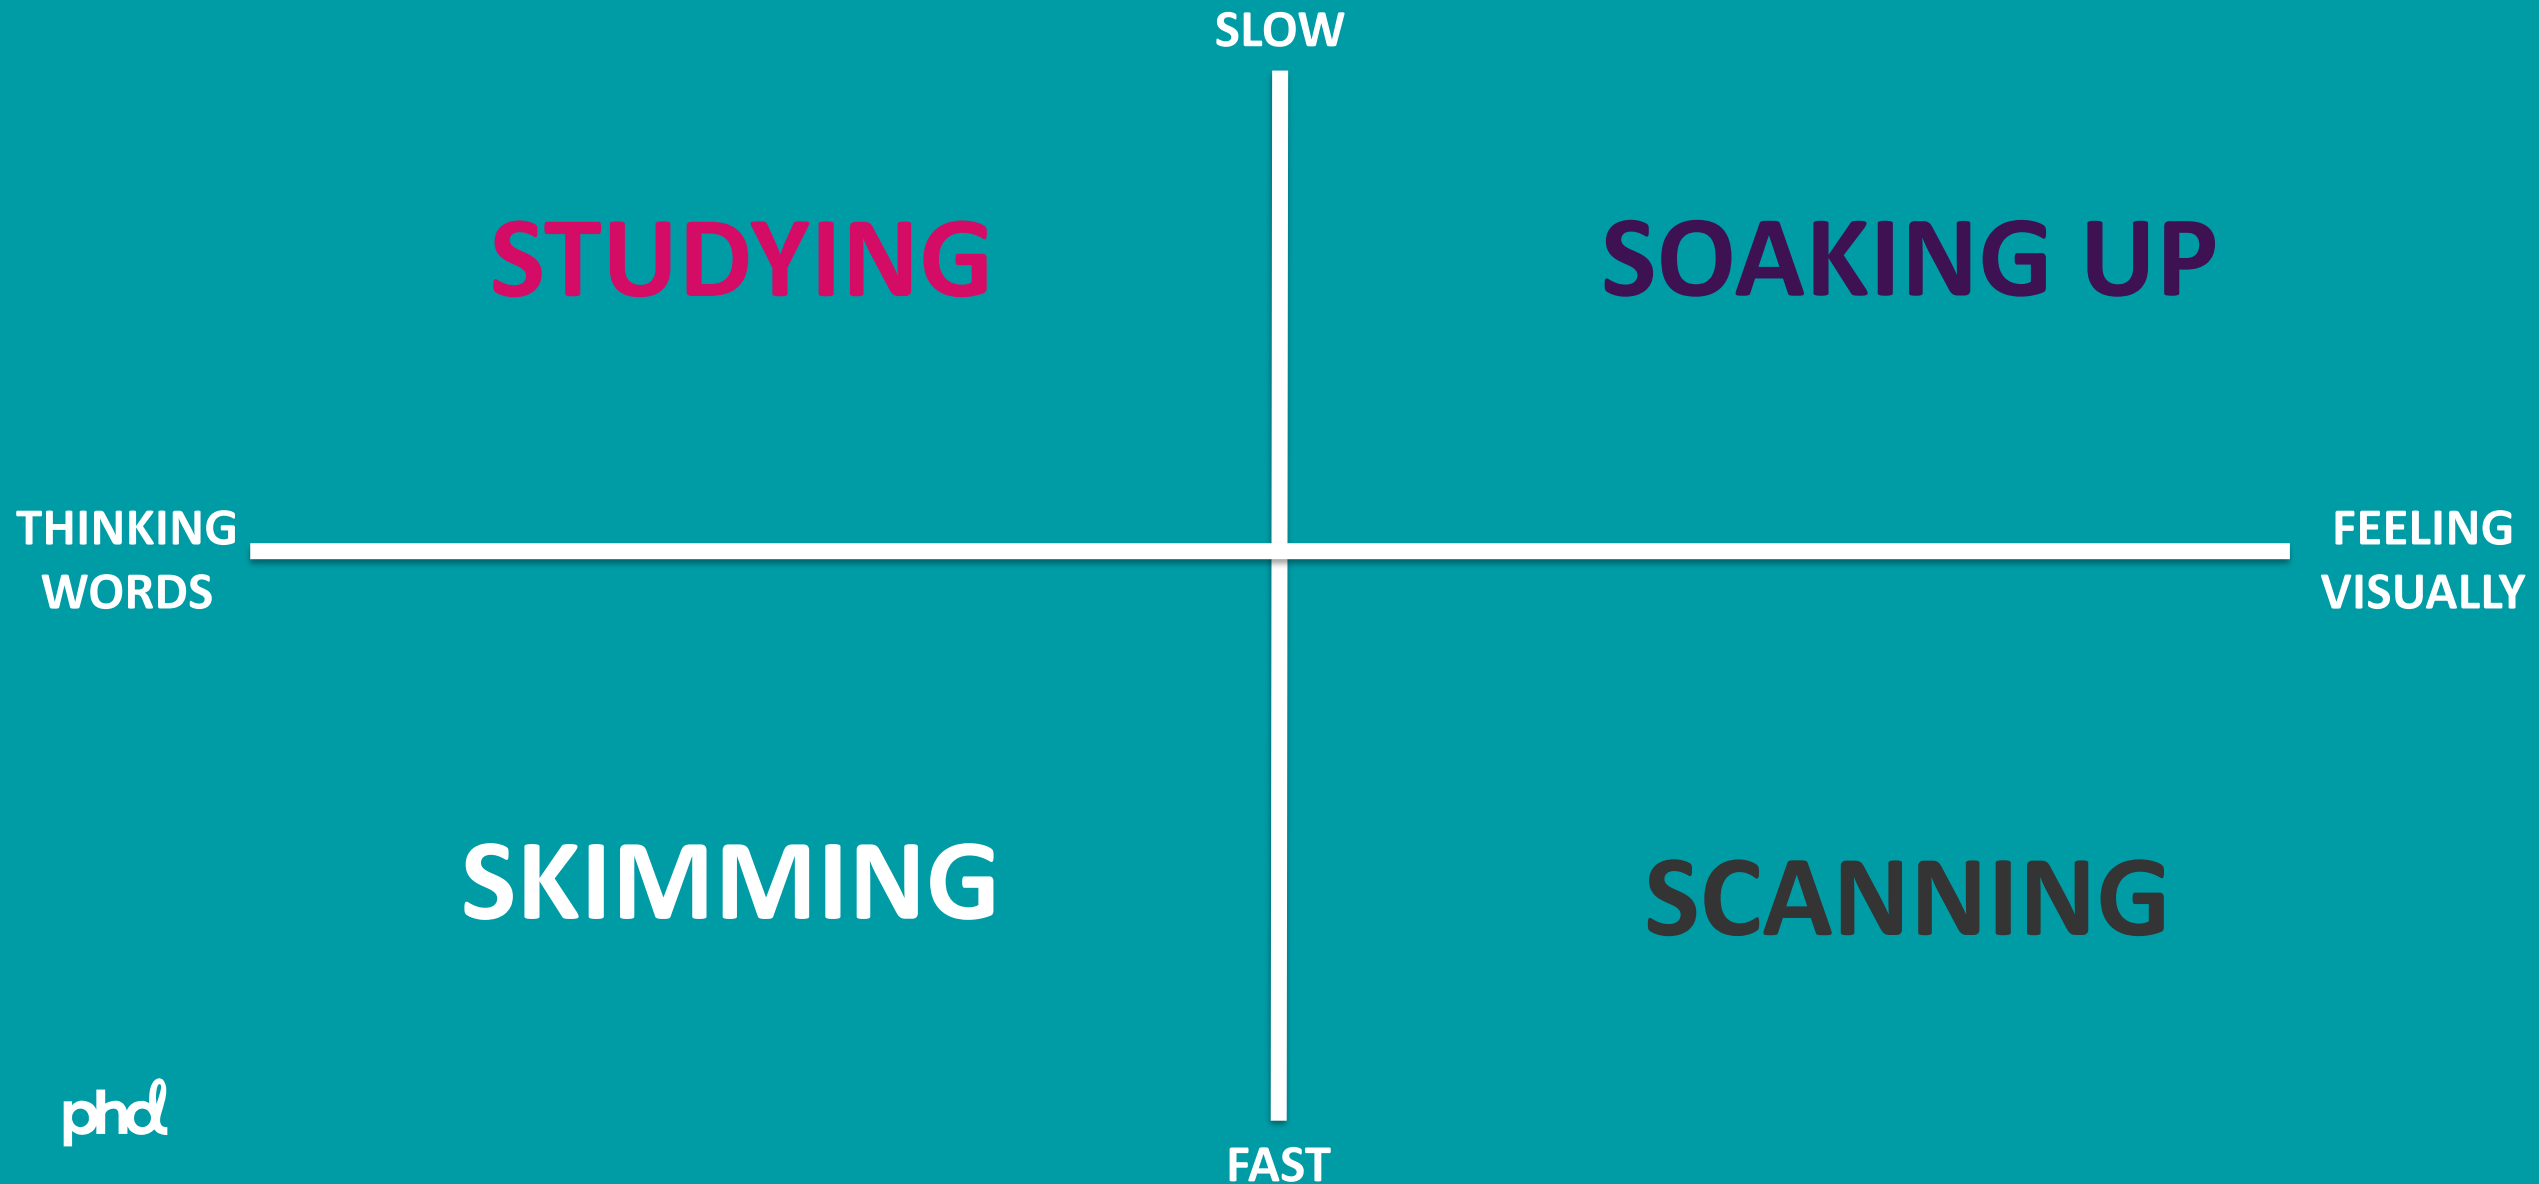 SLOW
STUDYING
SOAKING UP
THINKING
WORDS
FEELING
VISUALLY
SKIMMING
SCANNING
phd
FAST